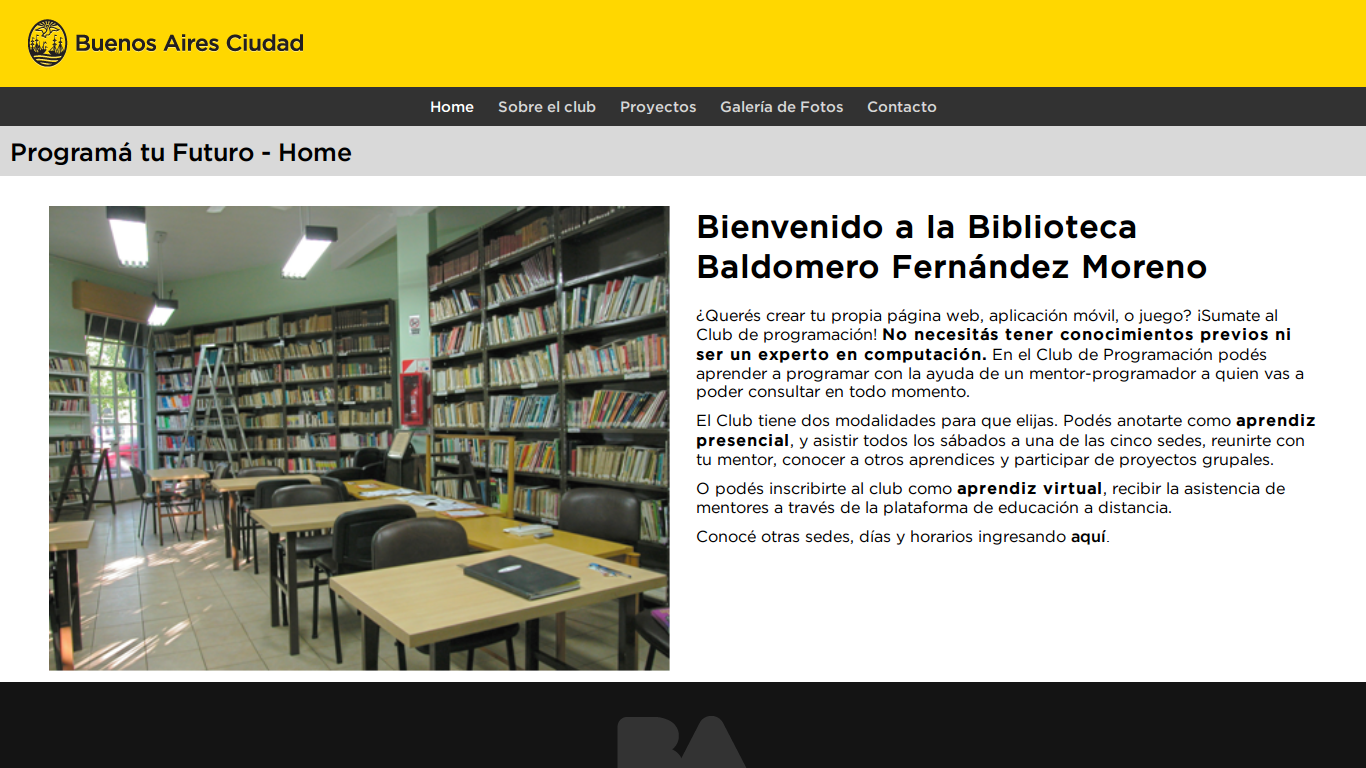 Buenos Aires Ciudad
Home Sobre el club Proyectos Galería de Fotos Contacto
Programá tu Futuro - Home
Bienvenido a la Biblioteca
Baldomero Fernández Moreno
¿Querés crear tu propia página web, aplicación móvil, o juego? ¡Sumate al
Club de programación! No necesitás tener conocimientos previos ni
ser un experto en computación. En el Club de Programación podés
aprender a programar con la ayuda de un mentor-programador a quien vas a
poder consultar en todo momento.
El Club tiene dos modalidades para que elijas. Podés anotarte como aprendiz
presencial, y asistir todos los sábados a una de las cinco sedes, reunirte con
tu mentor, conocer a otros aprendices y participar de proyectos grupales.
O podés inscribirte al club como aprendiz virtual, recibir la asistencia de
mentores a través de la plataforma de educación a distancia.
Conocé otras sedes, días y horarios ingresando aquí.
BA